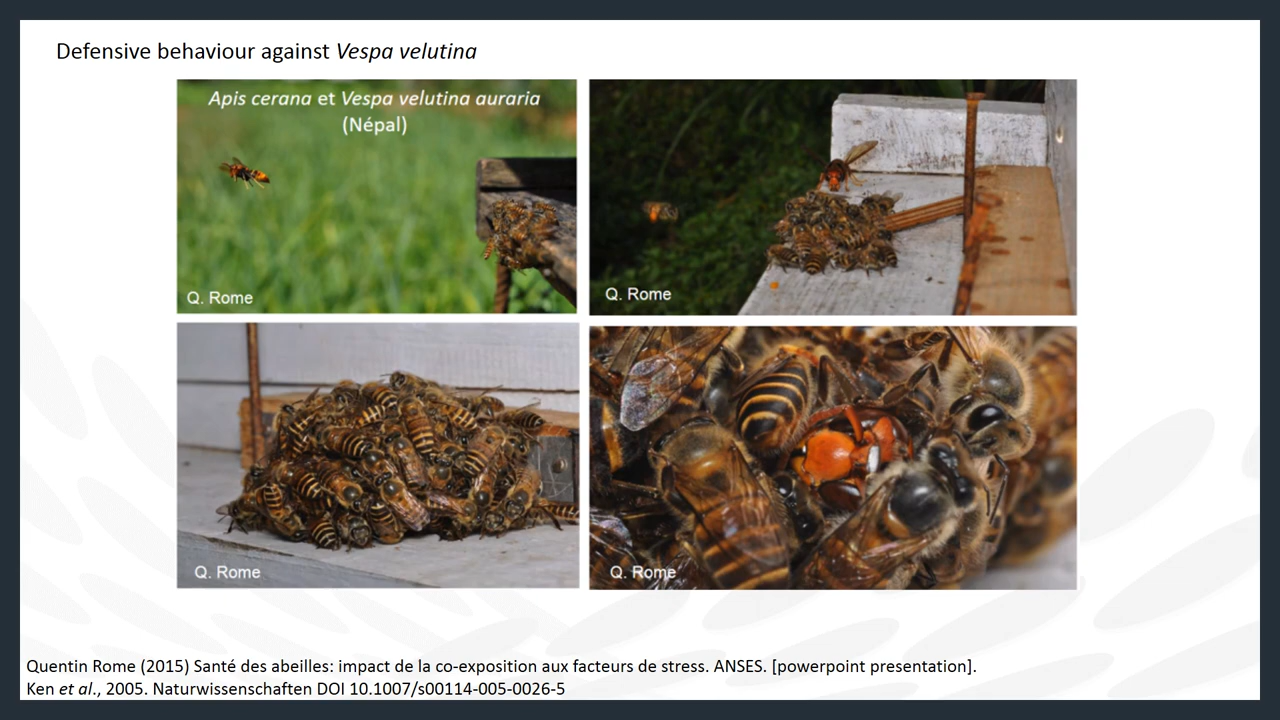 Defensive behaviour against Vespa velutina
Apis cerana et Vespa velutina auraria
(Népal)
Q. Rome
Q. Rome
Q. Rome
Q. Rome
Quentin Rome (2015) Santé des abeilles: impact de la co-exposition aux facteurs de stress. ANSES. [powerpoint presentation].
Ken et al., 2005. Naturwissenschaften DOI 10.1007/s00114-005-0026-5